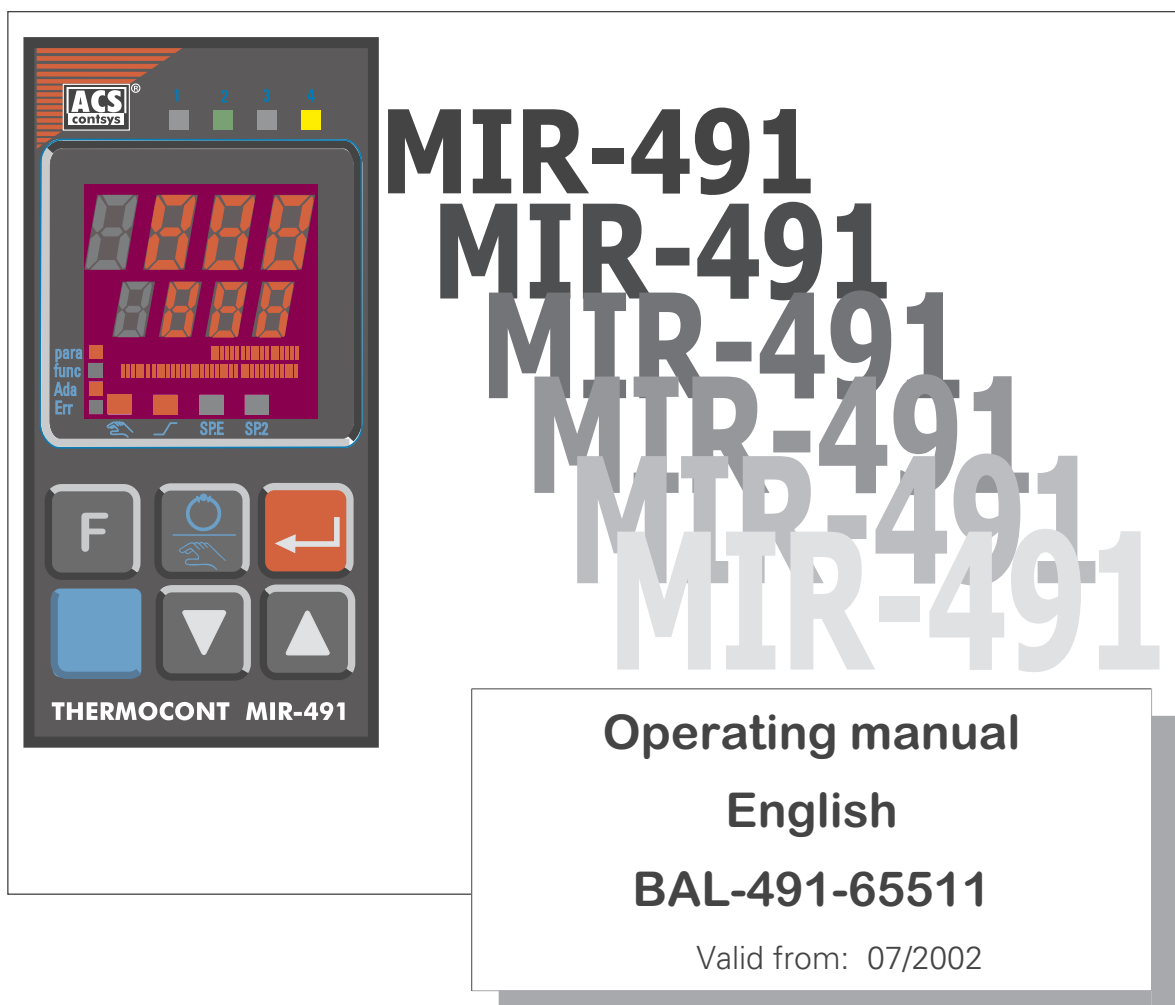 ACS®
contsys
1 2 3 4
para
func
Ada
Err
SP.E SP.2
F
THERMOCONT MIR-491
MIR-491
MIR-491
MIR-491
MIR-491
MIR-491
MIR-491
Operating manual
English
BAL-491-65511
Valid from: 07/2002